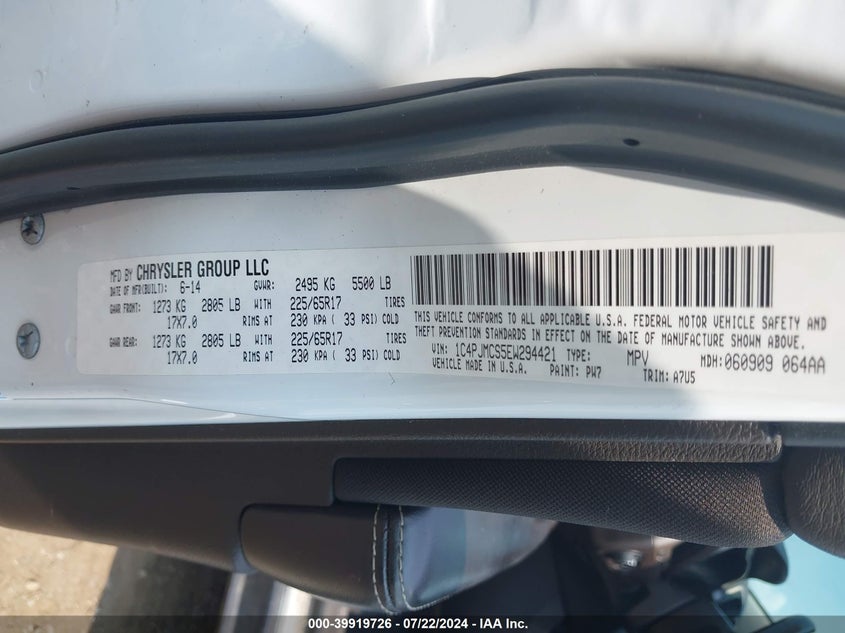 MFD BY CHRYSLER GROUP LLC
DATE OF MFR(BUILT): 6-14 GVWR: 2495 KG 5500 LB
GAWR FRONT: 1273 KG 2805 LB WITH 225/65R17 TIRES
17X7.0 RIMS AT 230 KPA ( 33 PSI) COLD
GAWR REAR: 1273 KG 2805 LB WITH 225/65R17 TIRES
17X7.0 RIMS AT 230 KPA ( 33 PSI) COLD
THIS VEHICLE CONFORMS TO ALL APPLICABLE U.S.A. FEDERAL MOTOR VEHICLE SAFETY AND
THEFT PREVENTION STANDARDS IN EFFECT ON THE DATE OF MANUFACTURE SHOWN ABOVE.
VIN: 1C4PJMCS5EW294421 TYPE: MPV MDH:060909 064AA
VEHICLE MADE IN U.S.A. PAINT: PW7 TRIM: A7U5
000-39919726 - 07/22/2024 - IAA Inc.